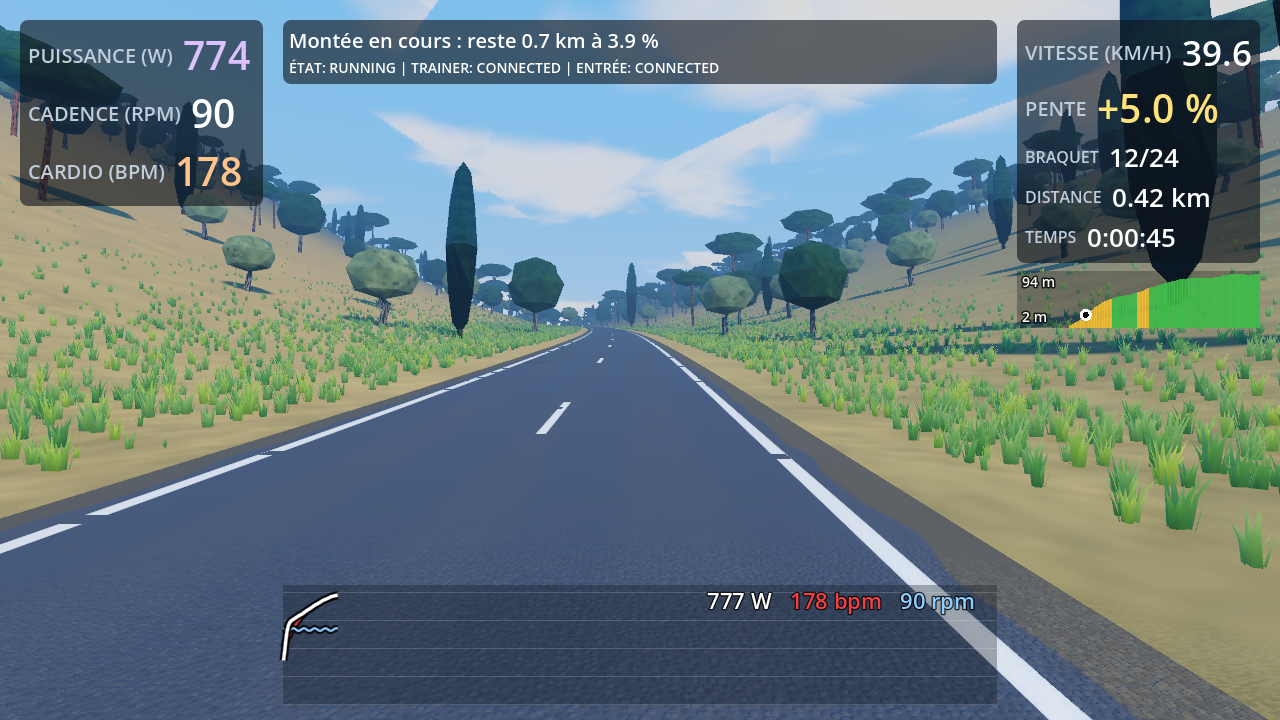 PUISSANCE (W) 774
CADENCE (RPM) 90
CARDIO (BPM) 178
Montée en cours : reste 0.7 km à 3.9 %
ÉTAT: RUNNING | TRAINER: CONNECTED | ENTRÉE: CONNECTED
VITESSE (KM/H) 39.6
PENTE +5.0 %
BRAQUET 12/24
DISTANCE 0.42 km
TEMPS 0:00:45
94 m
2 m
777 W 178 bpm 90 rpm